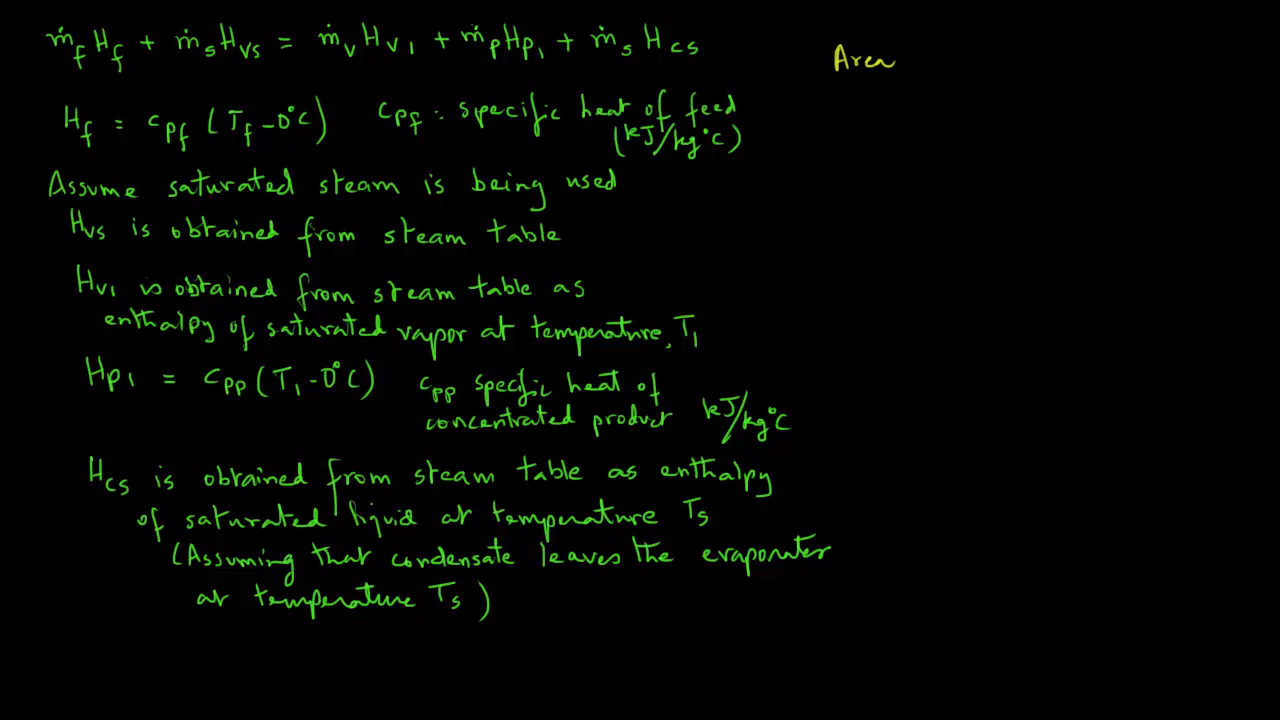 ṁf Hf + ṁs Hvs = ṁv Hv1 + ṁp Hp1 + ṁs Hcs
Area
Hf = cpf (Tf - 0°C) cpf : specific heat of feed
(kJ/kg°C)
Assume saturated steam is being used
Hvs is obtained from steam table
Hv1 is obtained from steam table as
enthalpy of saturated vapor at temperature, T1
Hp1 = cpp (T1 - 0°C) cpp specific heat of
concentrated product kJ/kg°C
Hcs is obtained from steam table as enthalpy
of saturated liquid at temperature Ts
(Assuming that condensate leaves the evaporator
at temperature Ts)